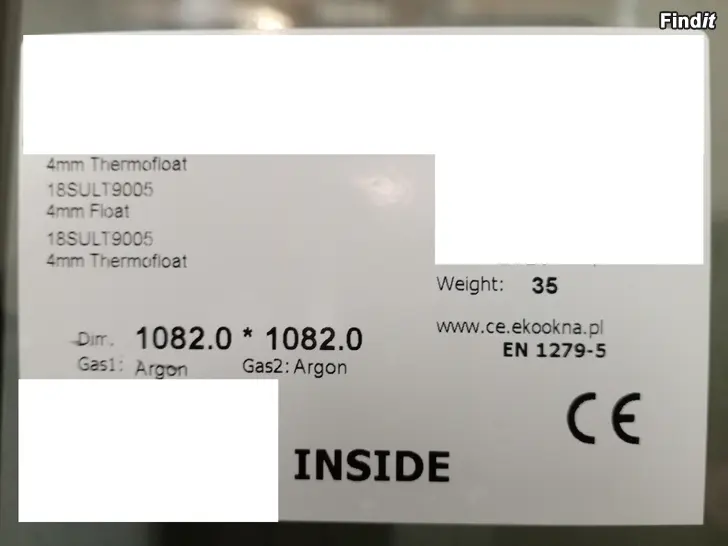 Findit
4mm Thermofloat
18SULT9005
4mm Float
18SULT9005
4mm Thermofloat
Weight: 35
www.ce.ekookna.pl
EN 1279-5
Dim. 1082.0 * 1082.0
Gas1: Argon Gas2: Argon
CE
INSIDE